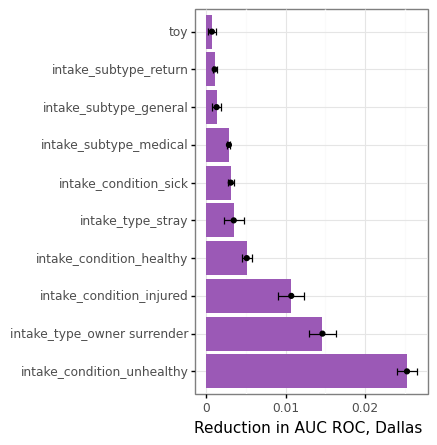 toy
intake_subtype_return
intake_subtype_general
intake_subtype_medical
intake_condition_sick
intake_type_stray
intake_condition_healthy
intake_condition_injured
intake_type_owner surrender
intake_condition_unhealthy
0 0.01 0.02
Reduction in AUC ROC, Dallas